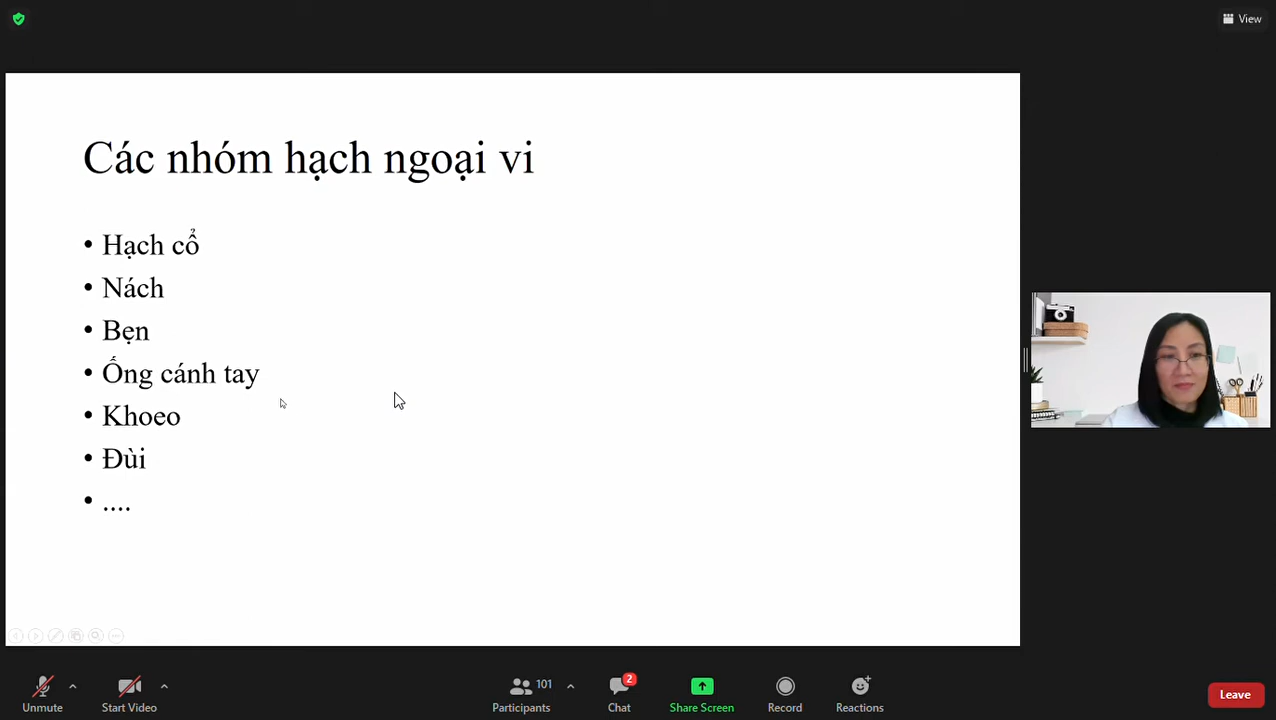 View
Các nhóm hạch ngoại vi
• Hạch cổ
• Nách
• Bẹn
• Ống cánh tay
• Khoeo
• Đùi
• ....
Unmute
Start Video
101
Participants
2
Chat
Share Screen
Record
Reactions
Leave